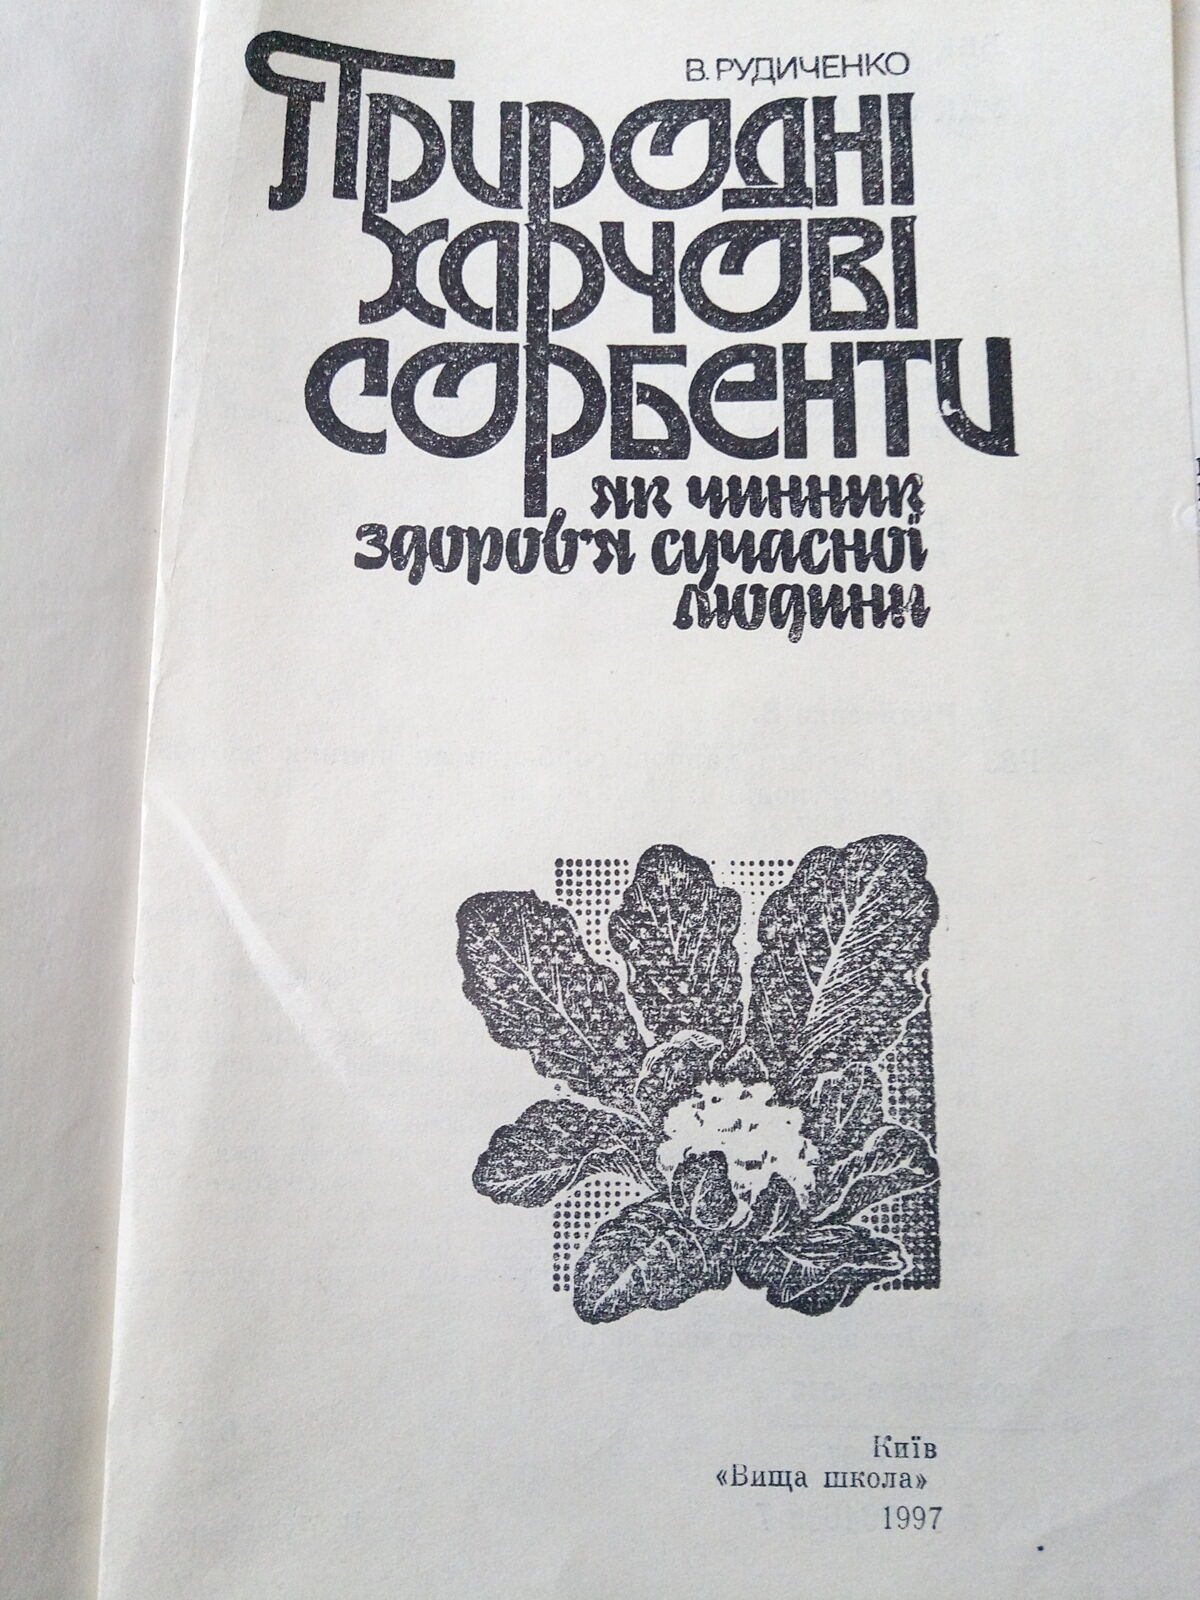 В. РУДИЧЕНКО
Природні
харчові
сорбенти
як чинник
здоров'я сучасної
людини
Київ
«Вища школа»
1997